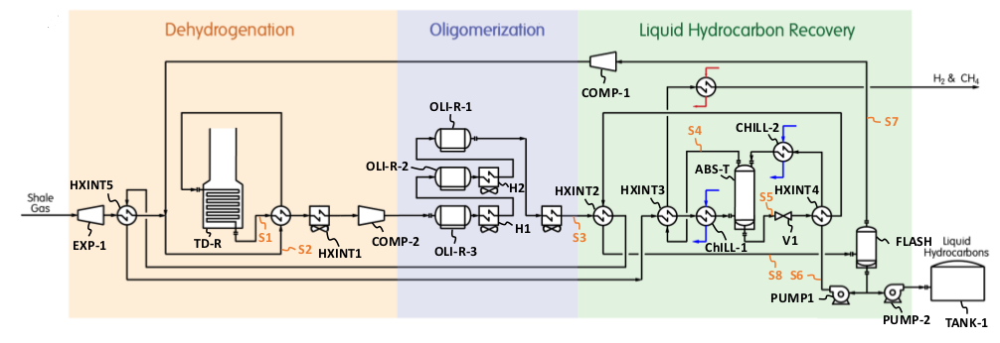 Dehydrogenation
Oligomerization
Liquid Hydrocarbon Recovery
COMP-1
H₂ & CH₄
OLI-R-1
S4
CHILL-2
S7
OLI-R-2
ABS-T
HXINT5
H2
HXINT2
HXINT3
S5
HXINT4
Shale
Gas
EXP-1
TD-R
S1
S2
HXINT1
COMP-2
OLI-R-3
H1
S3
ChILL-1
V1
FLASH
Liquid
Hydrocarbons
S8
S6
PUMP1
PUMP-2
TANK-1